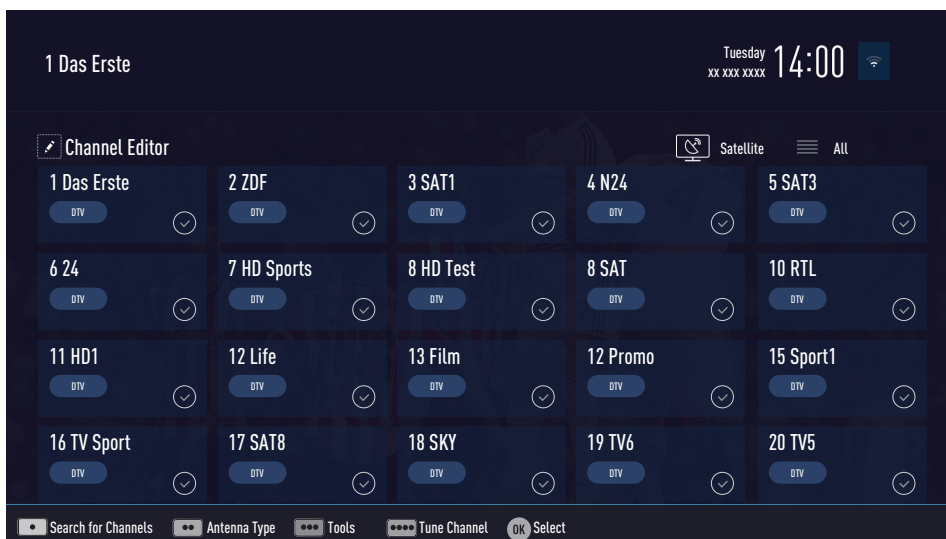 1 Das Erste
Tuesday
xx xxx xxxx
14:00
Channel Editor
Satellite
All
1 Das Erste
2 ZDF
3 SAT1
4 N24
5 SAT3
DTV
DTV
DTV
DTV
DTV
6 24
7 HD Sports
8 HD Test
8 SAT
10 RTL
DTV
DTV
DTV
DTV
DTV
11 HD1
12 Life
13 Film
12 Promo
15 Sport1
DTV
DTV
DTV
DTV
DTV
16 TV Sport
17 SAT8
18 SKY
19 TV6
20 TV5
DTV
DTV
DTV
DTV
DTV
Search for Channels
Antenna Type
Tools
Tune Channel
OK Select